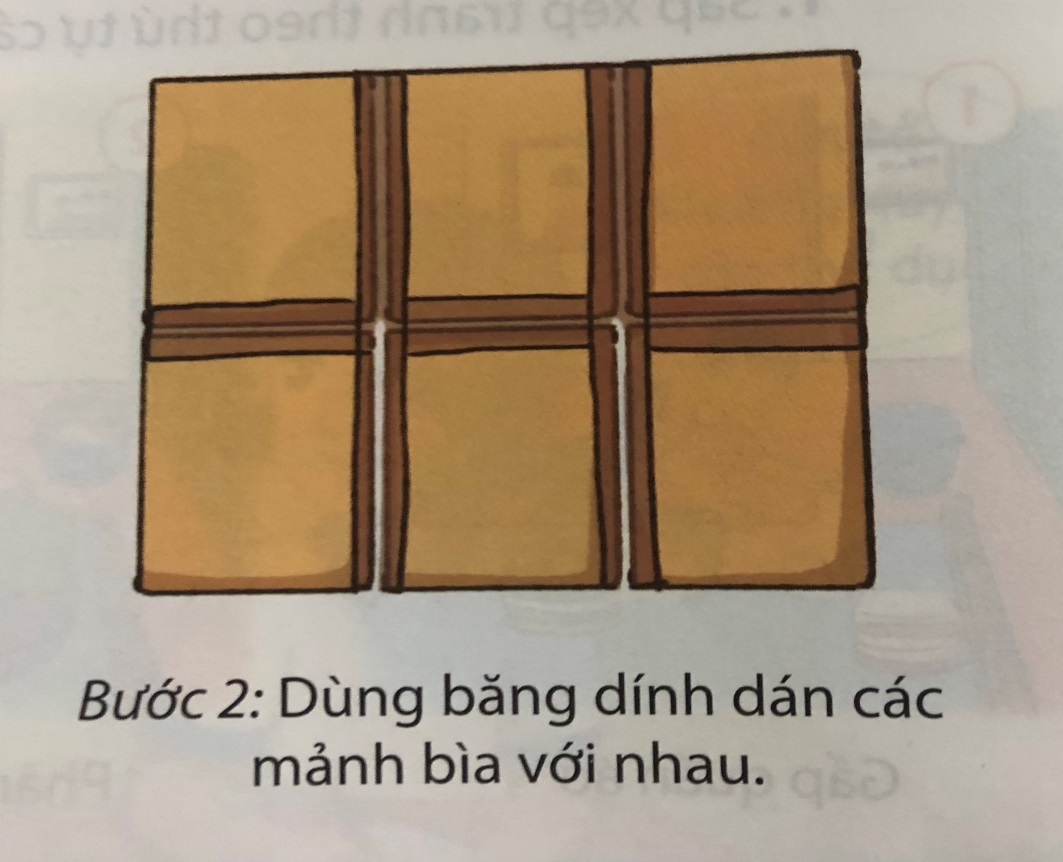 Bước 2: Dùng băng dính dán các
mảnh bìa với nhau.